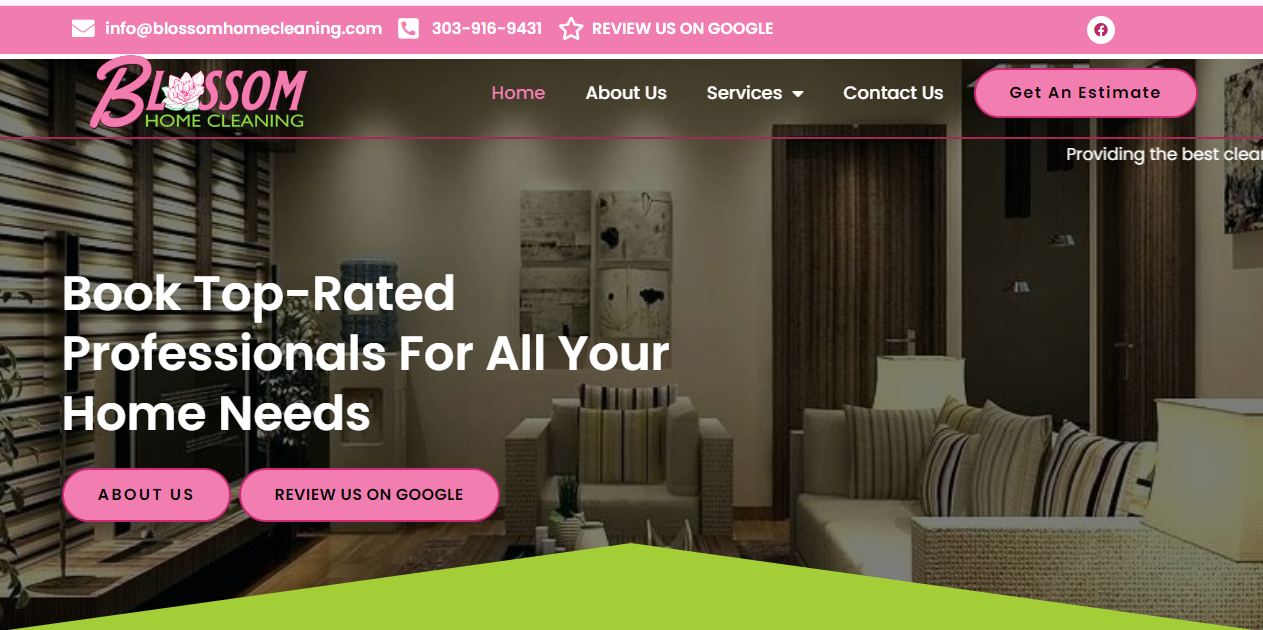 info@blossomhomecleaning.com 303-916-9431 REVIEW US ON GOOGLE
BLOSSOM
HOME CLEANING
Home About Us Services Contact Us Get An Estimate
Providing the best
Book Top-Rated
Professionals For All Your
Home Needs
ABOUT US REVIEW US ON GOOGLE